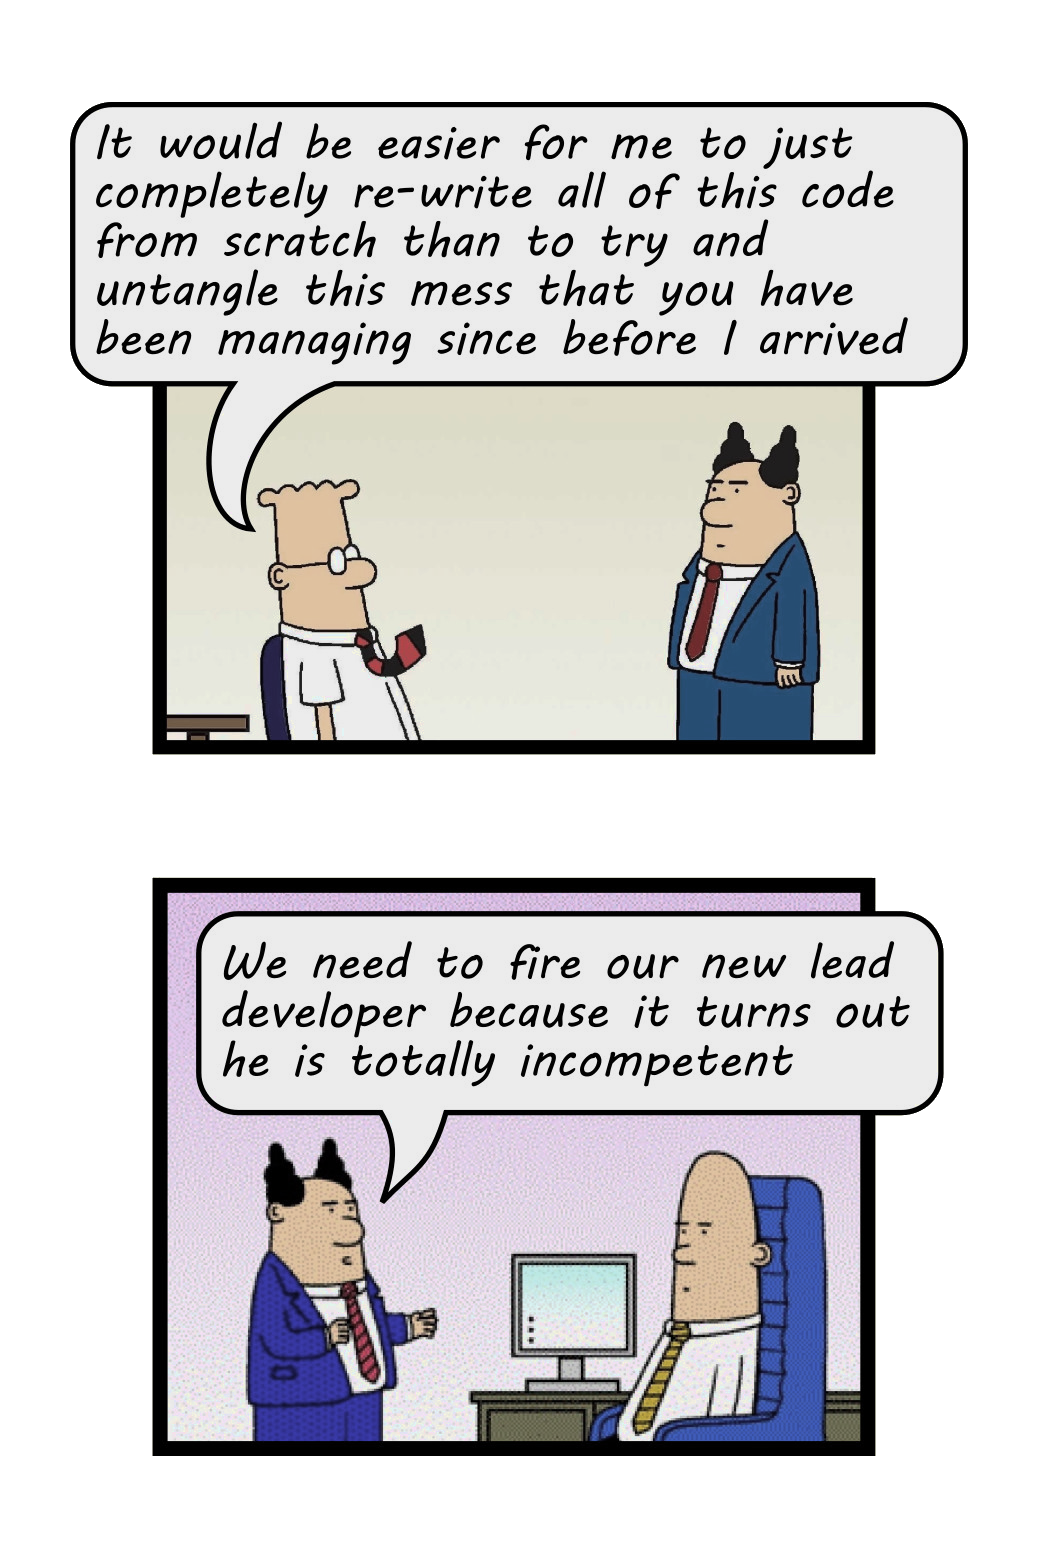 It would be easier for me to just
completely re-write all of this code
from scratch than to try and
untangle this mess that you have
been managing since before I arrived
We need to fire our new lead
developer because it turns out
he is totally incompetent